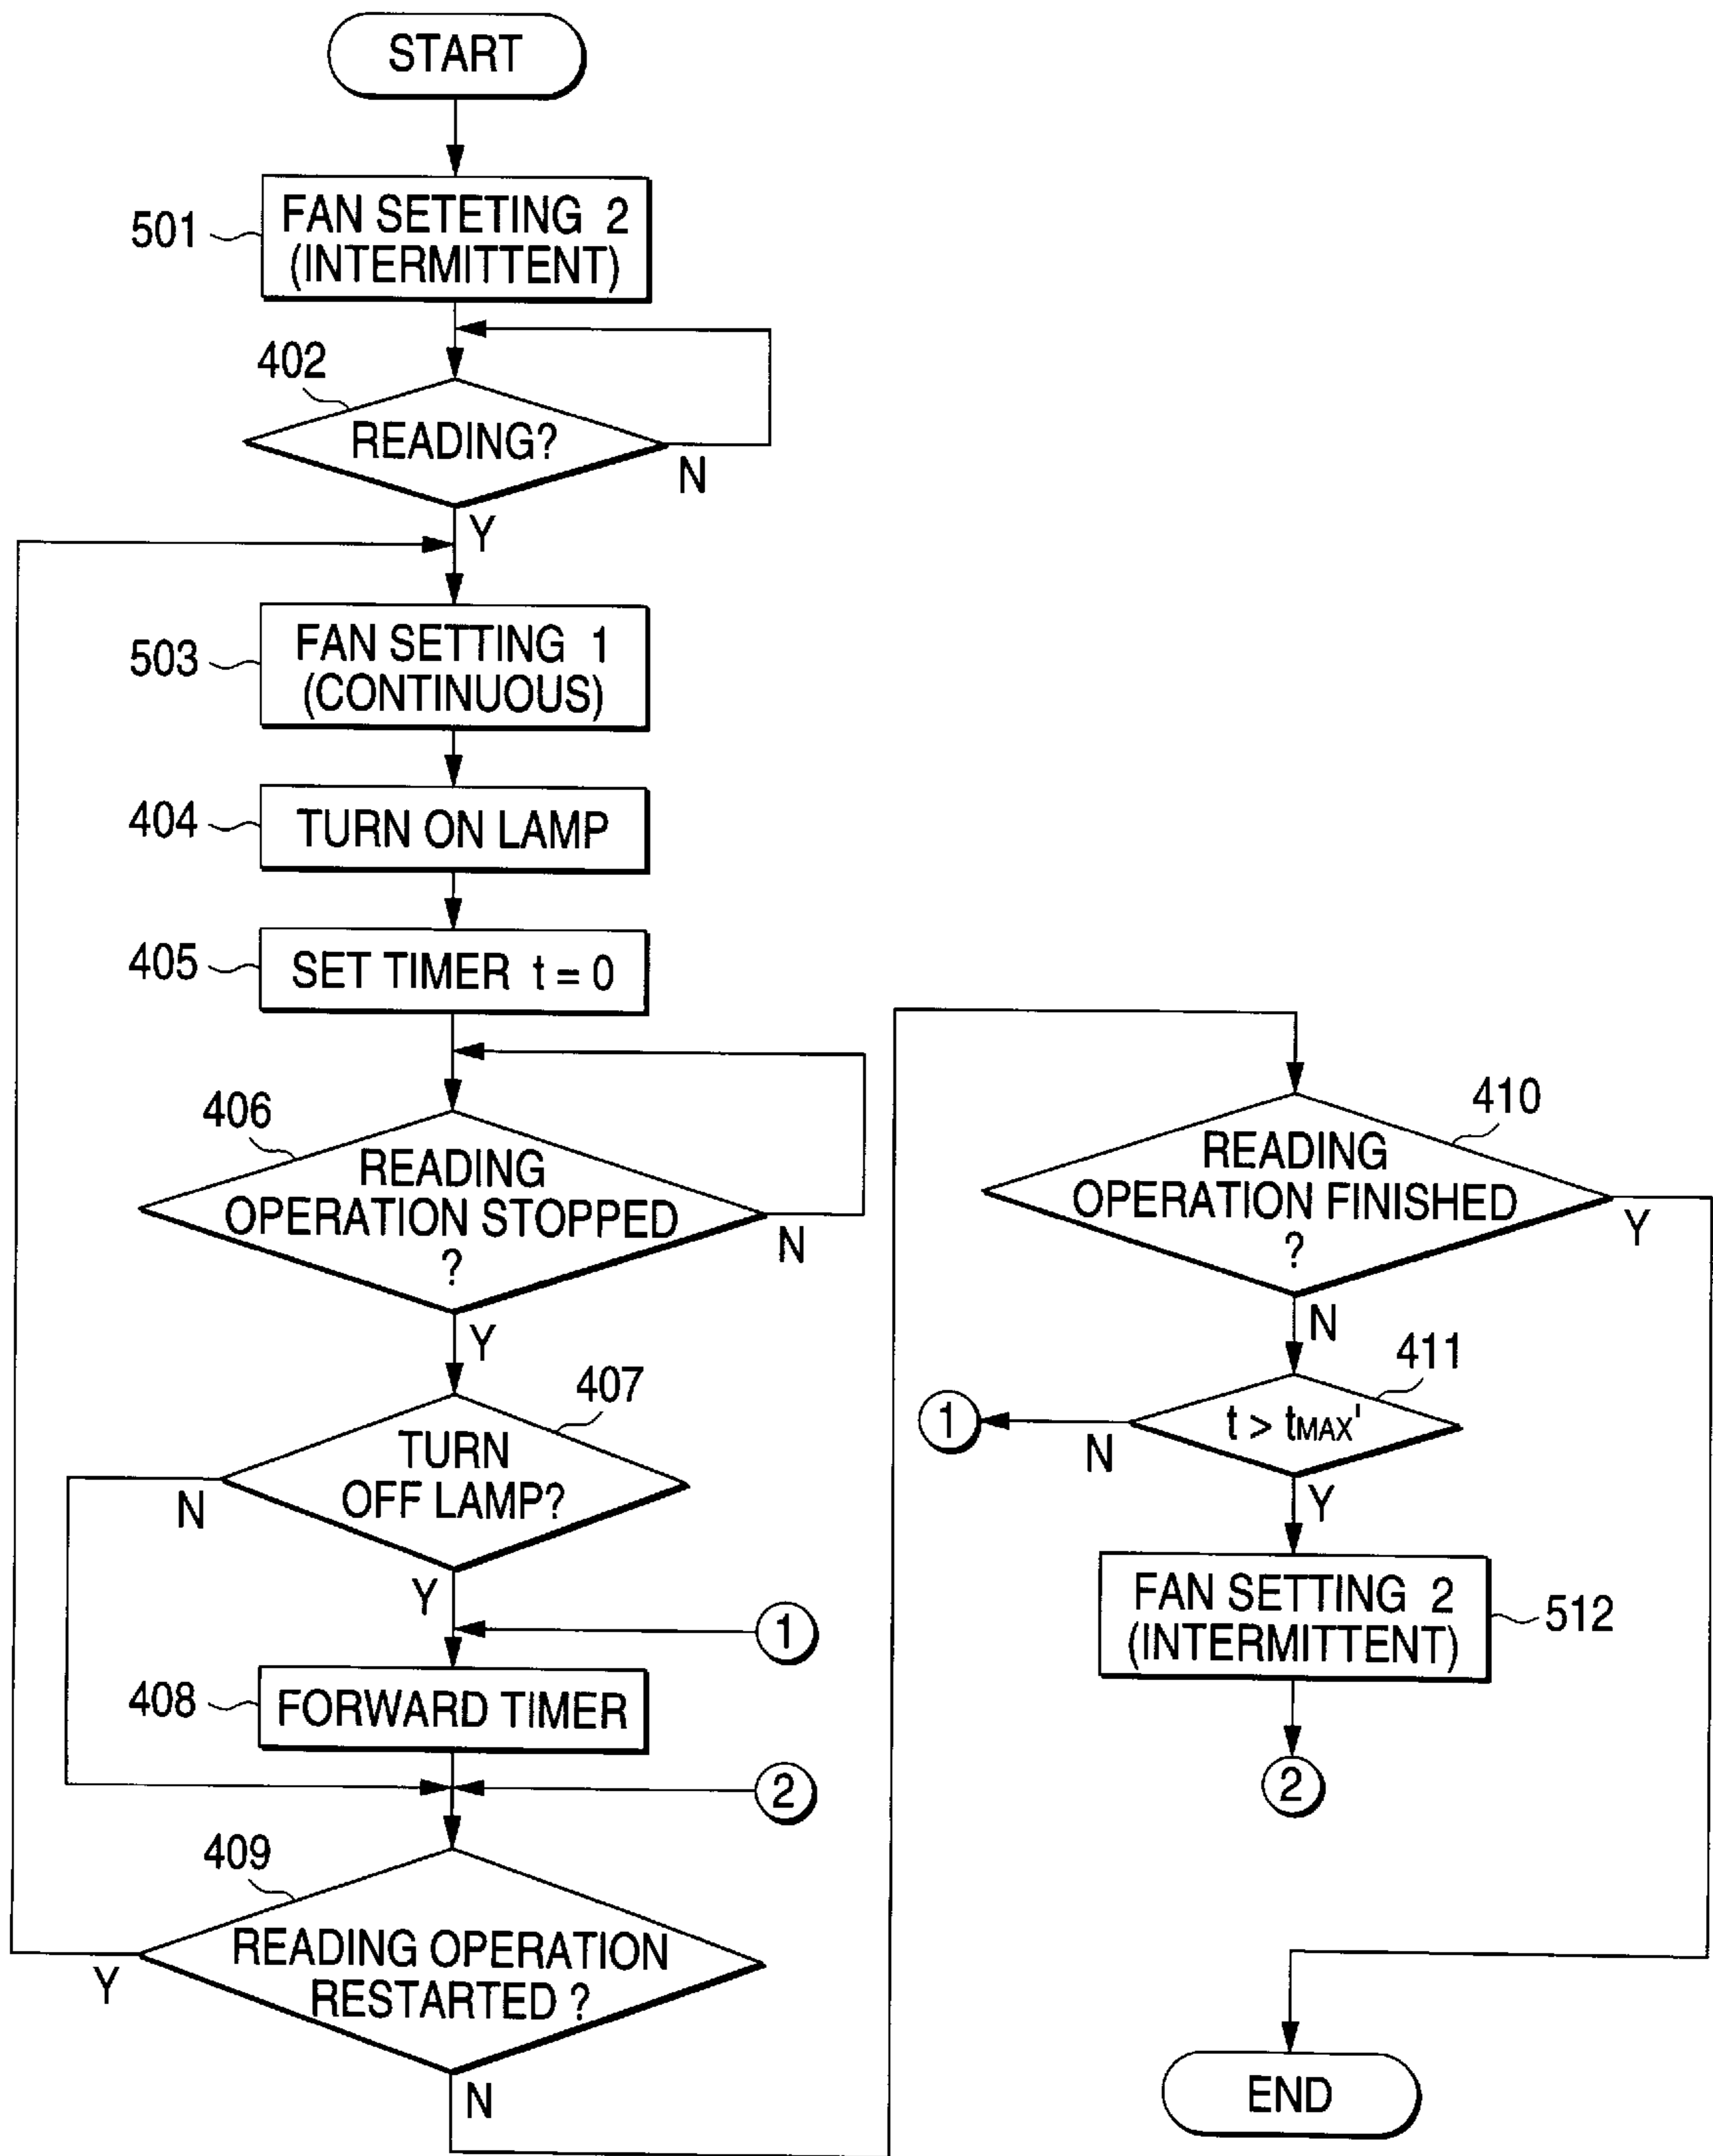 START
501
FAN SETETING 2
(INTERMITTENT)
402
READING?
N
Y
503
FAN SETTING 1
(CONTINUOUS)
404
TURN ON LAMP
405
SET TIMER t = 0
406
READING
OPERATION STOPPED
?
N
Y
407
TURN
OFF LAMP?
N
Y
1
408
FORWARD TIMER
2
409
READING OPERATION
RESTARTED ?
Y
N
410
READING
OPERATION FINISHED
?
Y
N
411
t > tMAX'
1
N
Y
FAN SETTING 2
(INTERMITTENT)
512
2
END